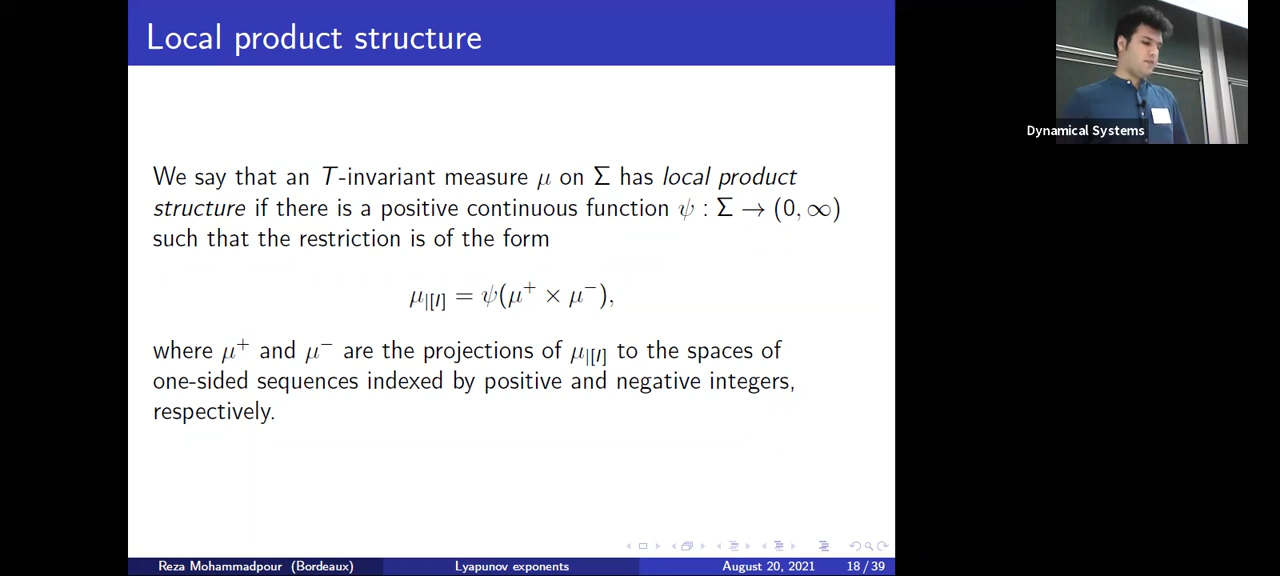 Local product structure
We say that an T-invariant measure μ on Σ has local product
structure if there is a positive continuous function ψ : Σ → (0, ∞)
such that the restriction is of the form
μ|[I] = ψ(μ⁺ × μ⁻),
where μ⁺ and μ⁻ are the projections of μ|[I] to the spaces of
one-sided sequences indexed by positive and negative integers,
respectively.
Dynamical Systems
Reza Mohammadpour (Bordeaux) Lyapunov exponents August 20, 2021 18 / 39